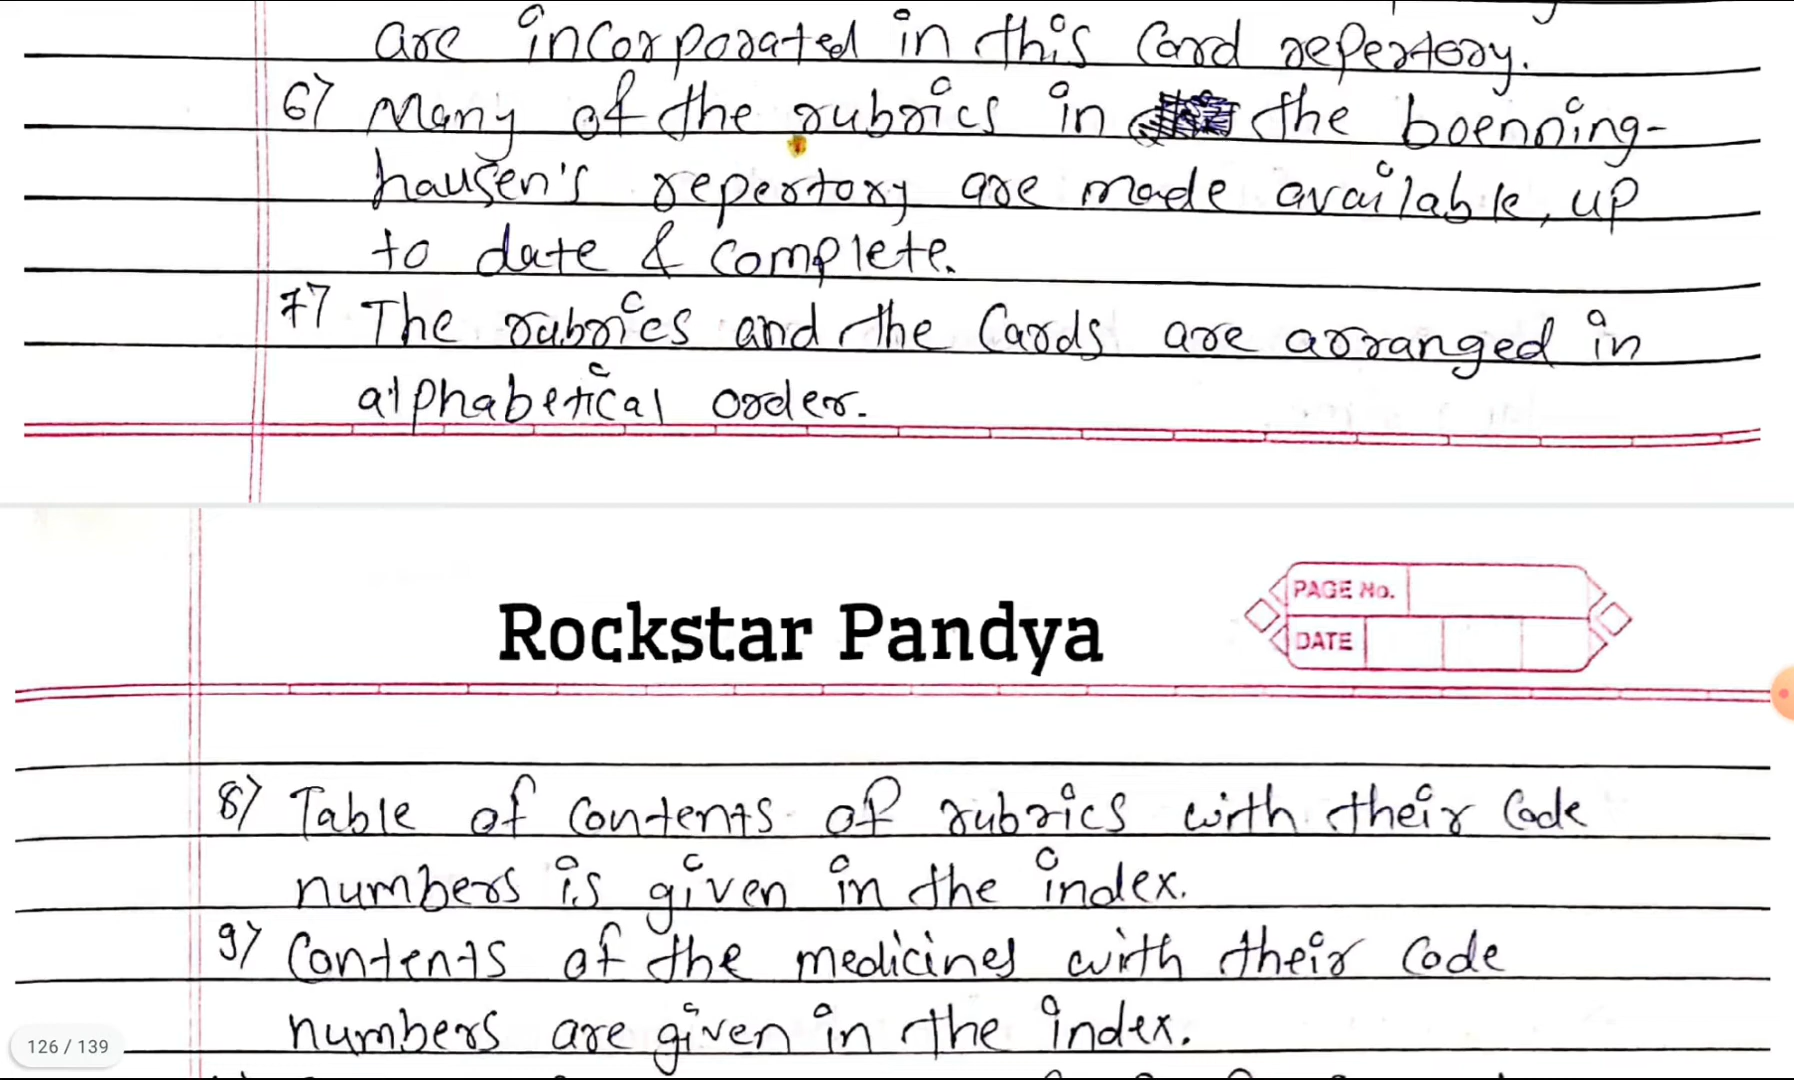 are incorporated in this Card repertory.
6) Many of the rubrics in the boenning-
hausen's repertory are made available, up
to date & complete.
7) The rubrics and the Cards are arranged in
alphabetical order.
Rockstar Pandya
PAGE No.
DATE
8) Table of Contents of rubrics with their Code
numbers is given in the index.
9) Contents of the medicines with their Code
numbers are given in the index.
126 / 139